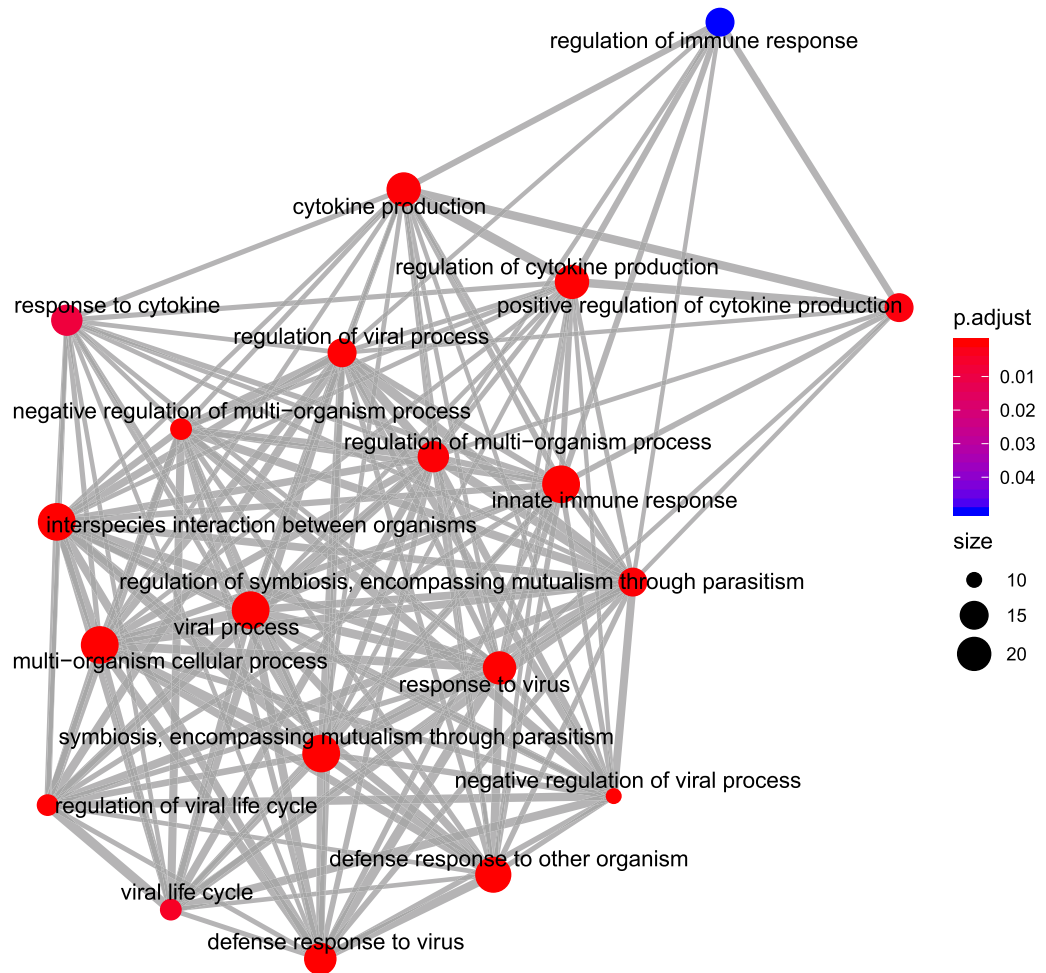 regulation of immune response
cytokine production
regulation of cytokine production
response to cytokine
positive regulation of cytokine production
regulation of viral process
negative regulation of multi−organism process
regulation of multi−organism process
innate immune response
interspecies interaction between organisms
regulation of symbiosis, encompassing mutualism through parasitism
viral process
multi−organism cellular process
response to virus
symbiosis, encompassing mutualism through parasitism
negative regulation of viral process
regulation of viral life cycle
defense response to other organism
viral life cycle
defense response to virus
p.adjust
0.01
0.02
0.03
0.04
size
10
15
20